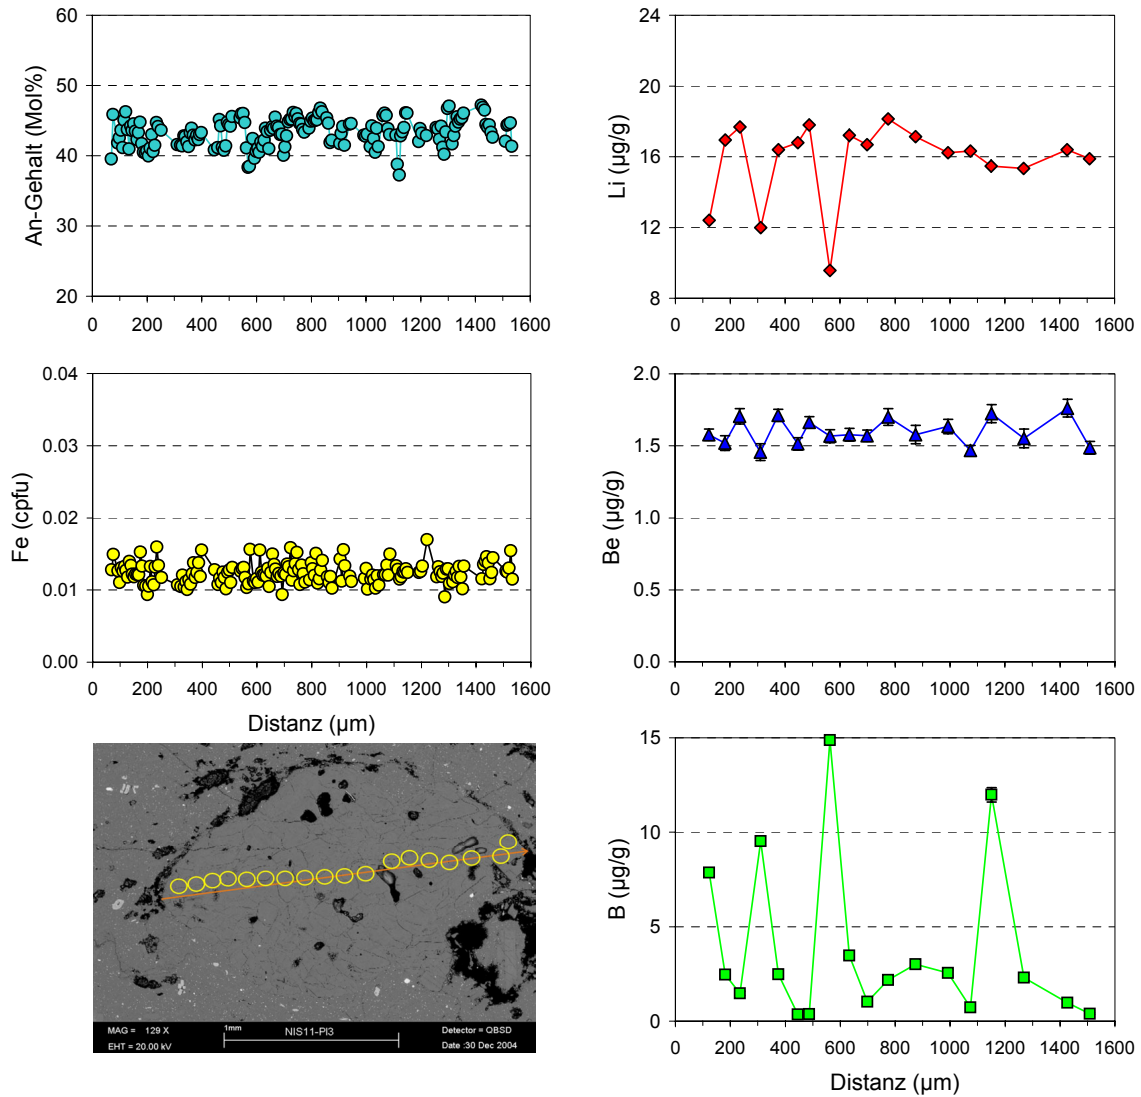 60
50
40
30
20
An-Gehalt (Mol%)
0 200 400 600 800 1000 1200 1400 1600
24
20
16
12
8
Li (µg/g)
0 200 400 600 800 1000 1200 1400 1600
0.04
0.03
0.02
0.01
0.00
Fe (cpfu)
0 200 400 600 800 1000 1200 1400 1600
Distanz (µm)
2.0
1.5
1.0
0.5
0.0
Be (µg/g)
0 200 400 600 800 1000 1200 1400 1600
MAG = 129 X
EHT = 20.00 kV
1mm
NIS11-Pl3
Detector = QBSD
Date :30 Dec 2004
15
10
5
0
B (µg/g)
0 200 400 600 800 1000 1200 1400 1600
Distanz (µm)